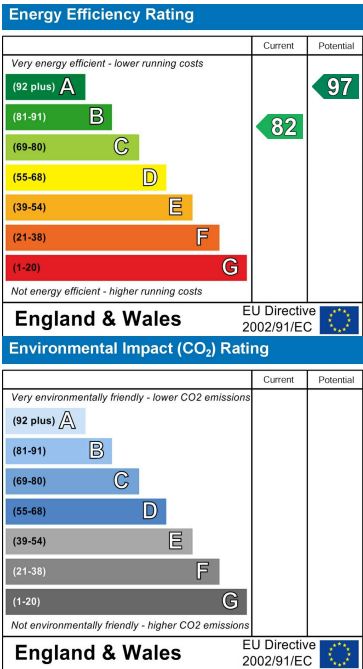 Energy Efficiency Rating
Current Potential
Very energy efficient - lower running costs
(92 plus) A
97
(81-91) B
82
(69-80) C
(55-68) D
(39-54) E
(21-38) F
(1-20) G
Not energy efficient - higher running costs
England & Wales
EU Directive
2002/91/EC
Environmental Impact (CO₂) Rating
Current Potential
Very environmentally friendly - lower CO2 emissions
(92 plus) A
(81-91) B
(69-80) C
(55-68) D
(39-54) E
(21-38) F
(1-20) G
Not environmentally friendly - higher CO2 emissions
England & Wales
EU Directive
2002/91/EC